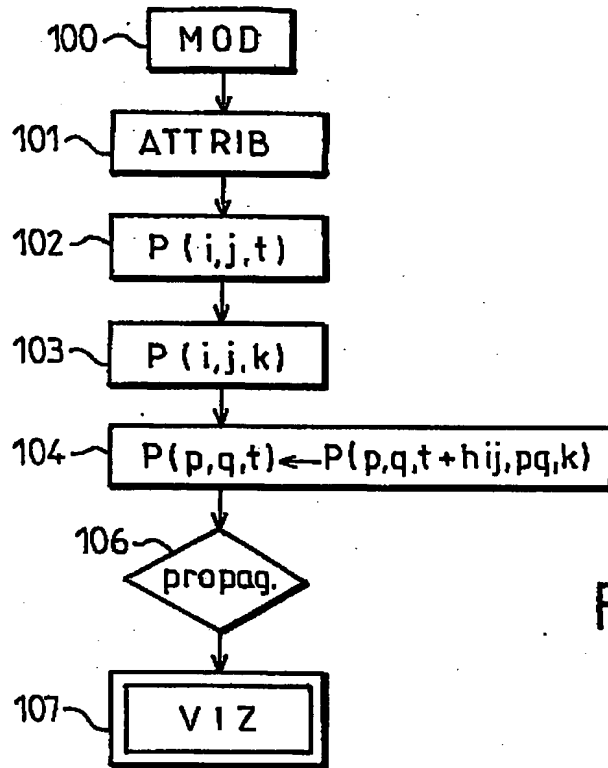 100 MOD
101 ATTRIB
102 P(i,j,t)
103 P(i,j,k)
104 P(p,q,t)←P(p,q,t+hij,pq,k)
106 propag.
107 VIZ